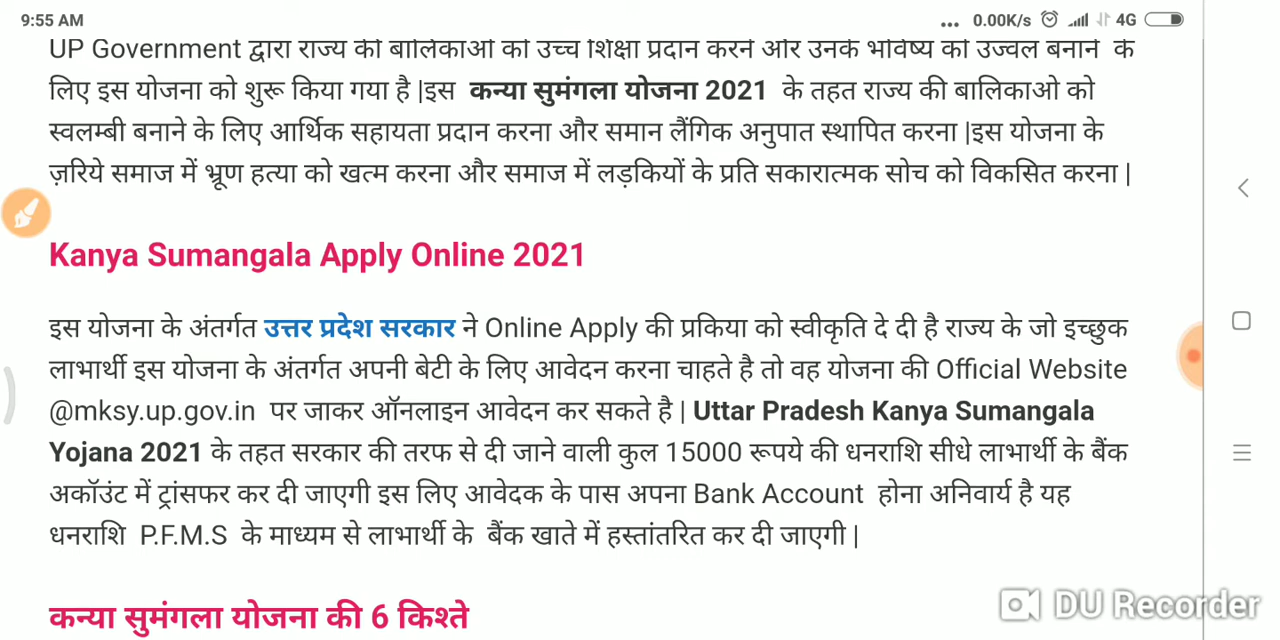 9:55 AM
... 0.00K/s 4G
UP Government द्वारा राज्य की बालिकाओं को उच्च शिक्षा प्रदान करने और उनके भविष्य को उज्वल बनाने के
लिए इस योजना को शुरू किया गया है |इस कन्या सुमंगला योजना 2021 के तहत राज्य की बालिकाओ को
स्वलम्बी बनाने के लिए आर्थिक सहायता प्रदान करना और समान लैंगिक अनुपात स्थापित करना |इस योजना के
ज़रिये समाज में भ्रूण हत्या को खत्म करना और समाज में लड़कियों के प्रति सकारात्मक सोच को विकसित करना |
Kanya Sumangala Apply Online 2021
इस योजना के अंतर्गत उत्तर प्रदेश सरकार ने Online Apply की प्रकिया को स्वीकृति दे दी है राज्य के जो इच्छुक
लाभार्थी इस योजना के अंतर्गत अपनी बेटी के लिए आवेदन करना चाहते है तो वह योजना की Official Website
@mksy.up.gov.in पर जाकर ऑनलाइन आवेदन कर सकते है | Uttar Pradesh Kanya Sumangala
Yojana 2021 के तहत सरकार की तरफ से दी जाने वाली कुल 15000 रूपये की धनराशि सीधे लाभार्थी के बैंक
अकॉउंट में ट्रांसफर कर दी जाएगी इस लिए आवेदक के पास अपना Bank Account होना अनिवार्य है यह
धनराशि P.F.M.S के माध्यम से लाभार्थी के बैंक खाते में हस्तांतरित कर दी जाएगी |
कन्या सुमंगला योजना की 6 किश्ते
DU Recorder